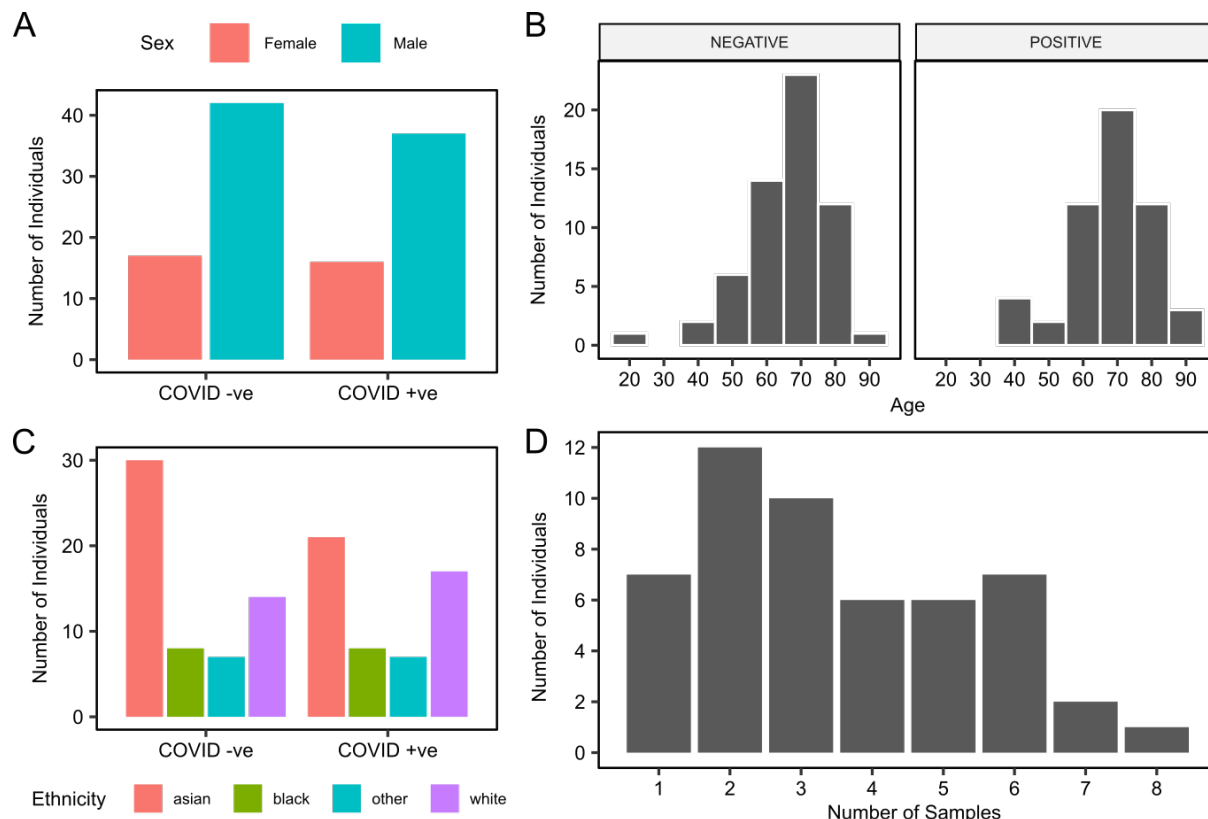 A
Sex Female Male
Number of Individuals
40
30
20
10
0
COVID -ve COVID +ve
B
NEGATIVE POSITIVE
Number of Individuals
20
15
10
5
0
20 30 40 50 60 70 80 90 20 30 40 50 60 70 80 90
Age
C
Number of Individuals
30
20
10
0
COVID -ve COVID +ve
Ethnicity asian black other white
D
Number of Individuals
12
10
8
6
4
2
0
1 2 3 4 5 6 7 8
Number of Samples